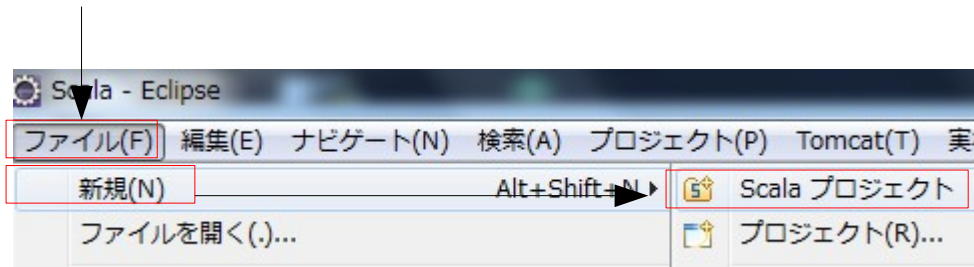 Scala - Eclipse
ファイル(F) 編集(E) ナビゲート(N) 検索(A) プロジェクト(P) Tomcat(T) 実
新規(N) Alt+Shift+N Scala プロジェクト
ファイルを開く(.)... プロジェクト(R)...